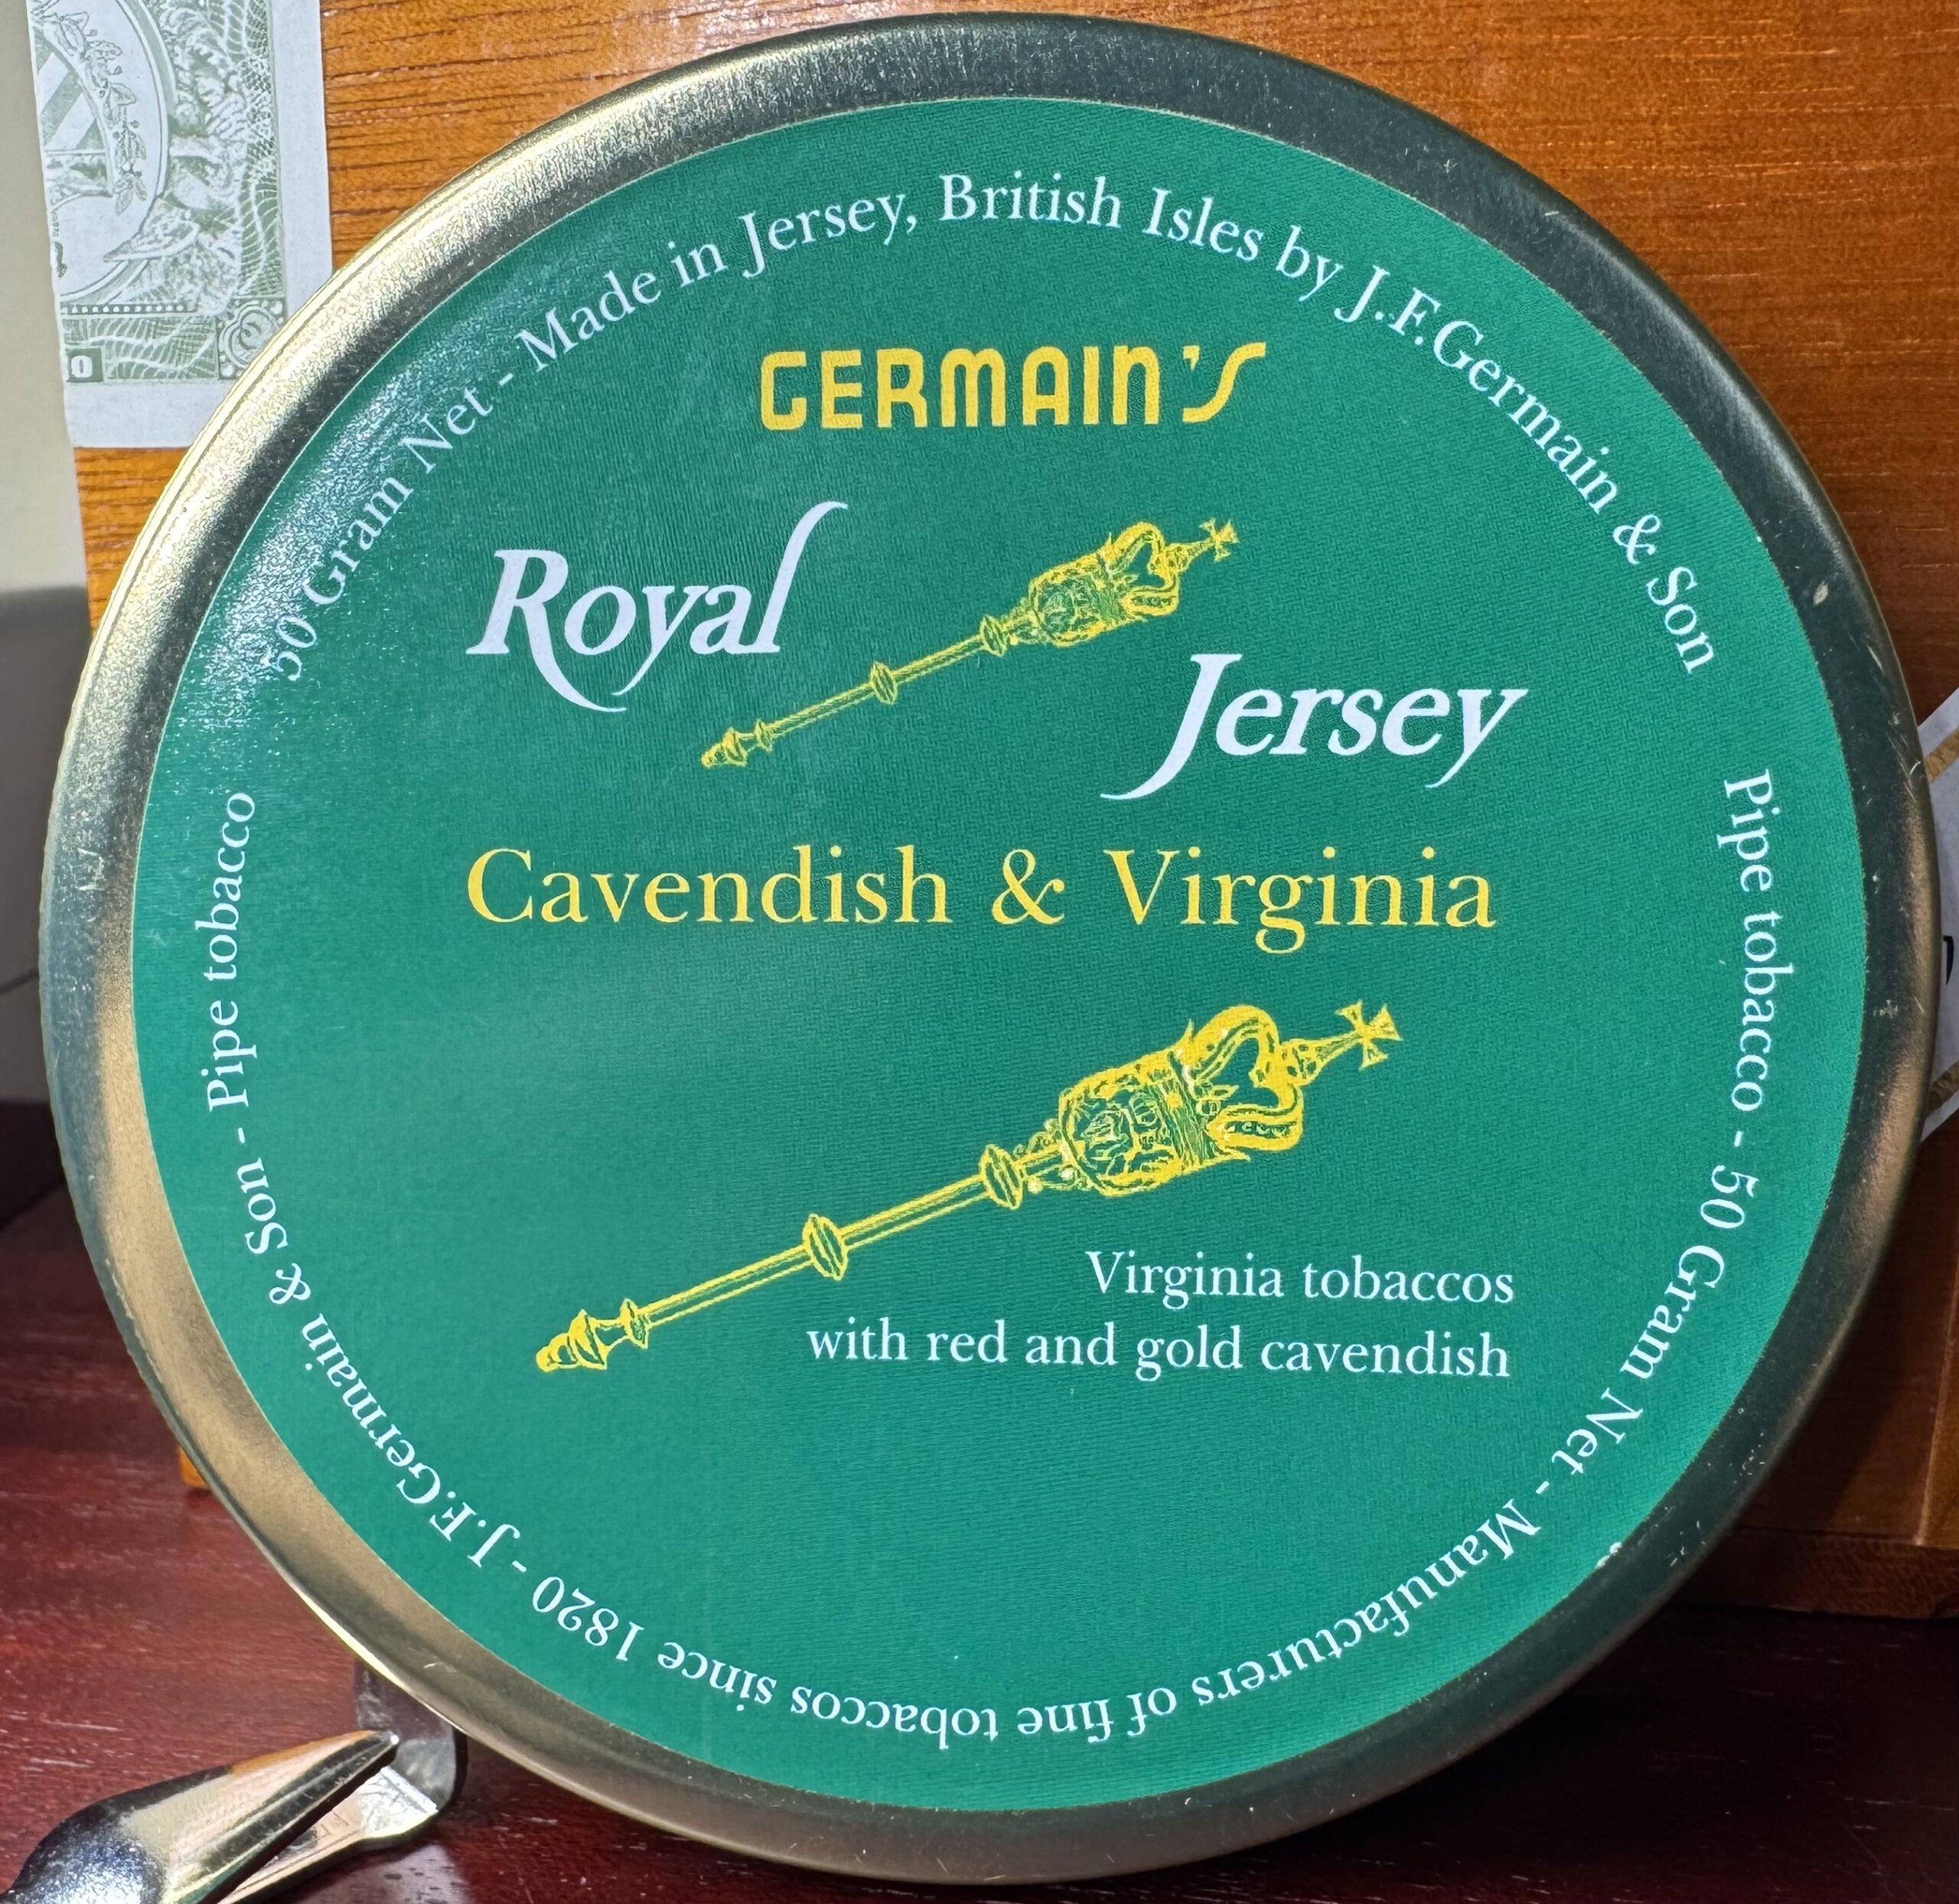 50 Gram Net - Made in Jersey, British Isles by J.F.Germain & Son
GERMAIN'S
Royal
Jersey
Cavendish & Virginia
Virginia tobaccos
with red and gold cavendish
Pipe tobacco - 50 Gram Net - Manufacturers of fine tobaccos since 1820 - J.F.Germain & Son - Pipe tobacco